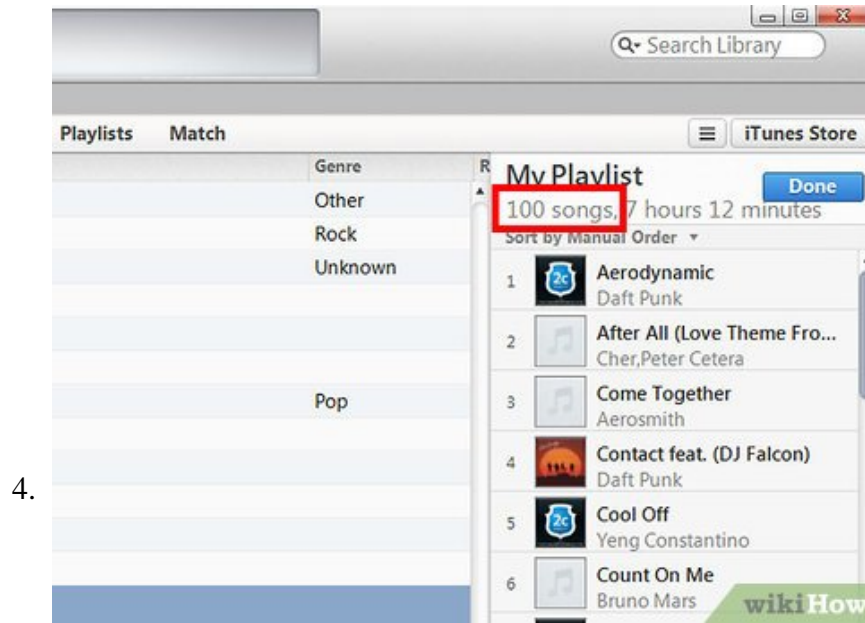 Search Library
Playlists Match
iTunes Store
Genre
R
Other
Rock
Unknown
Pop
My Playlist
Done
100 songs, 7 hours 12 minutes
Sort by Manual Order
1
2c
Aerodynamic
Daft Punk
2
After All (Love Theme Fro...
Cher,Peter Cetera
3
Come Together
Aerosmith
4
Contact feat. (DJ Falcon)
Daft Punk
5
2c
Cool Off
Yeng Constantino
6
Count On Me
Bruno Mars
4.
wikiHow